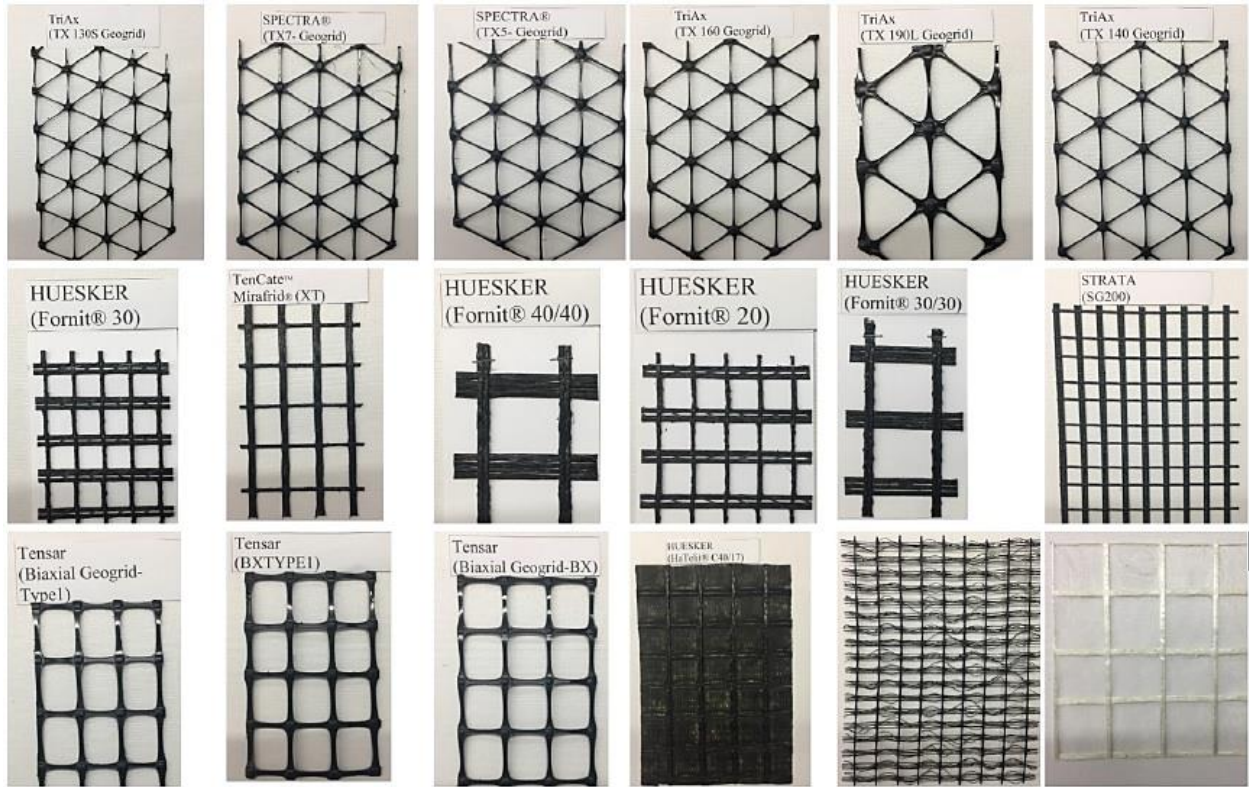 TriAx
(TX 130S Geogrid)
SPECTRA®
(TX7- Geogrid)
SPECTRA®
(TX5- Geogrid)
TriAx
(TX 160 Geogrid)
TriAx
(TX 190L Geogrid)
TriAx
(TX 140 Geogrid)
HUESKER
(Fornit® 30)
TenCate™
Mirafrid® (XT)
HUESKER
(Fornit® 40/40)
HUESKER
(Fornit® 20)
HUESKER
(Fornit® 30/30)
STRATA
(SG200)
Tensar
(Biaxial Geogrid-
Type1)
Tensar
(BXTYPE1)
Tensar
(Biaxial Geogrid-BX)
HUESKER
(HaTelit® C40/17)